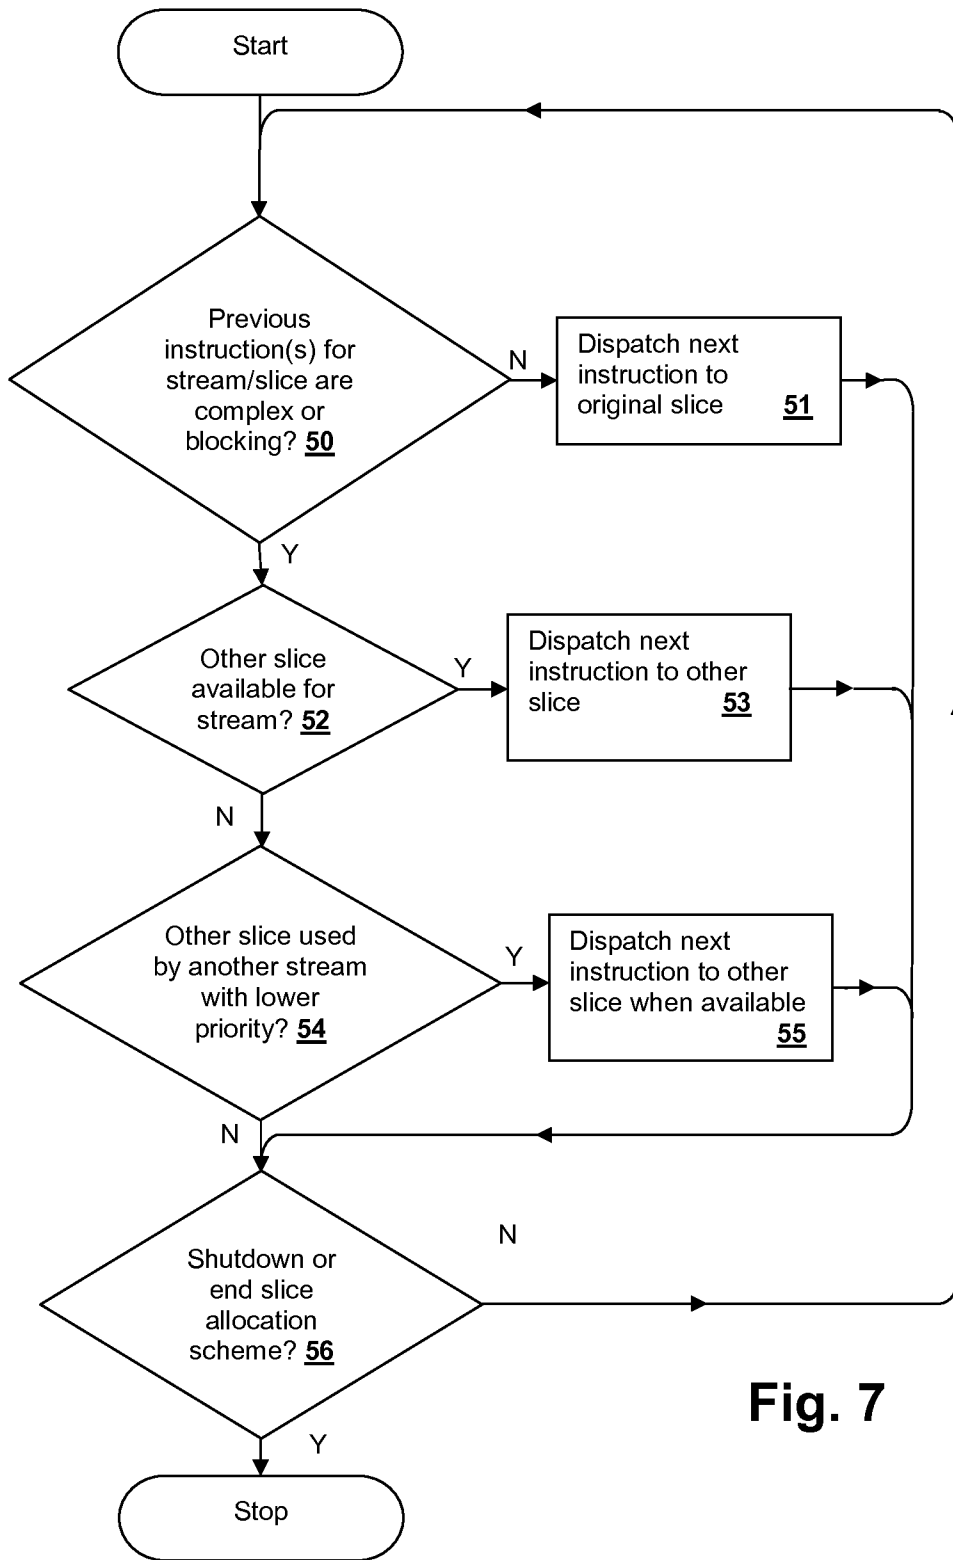 Start
Previous
instruction(s) for
stream/slice are
complex or
blocking? 50
N
Dispatch next
instruction to
original slice 51
Y
Other slice
available for
stream? 52
Y
Dispatch next
instruction to other
slice 53
N
Other slice used
by another stream
with lower
priority? 54
Y
Dispatch next
instruction to other
slice when available
55
N
Shutdown or
end slice
allocation
scheme? 56
N
Y
Stop
Fig. 7